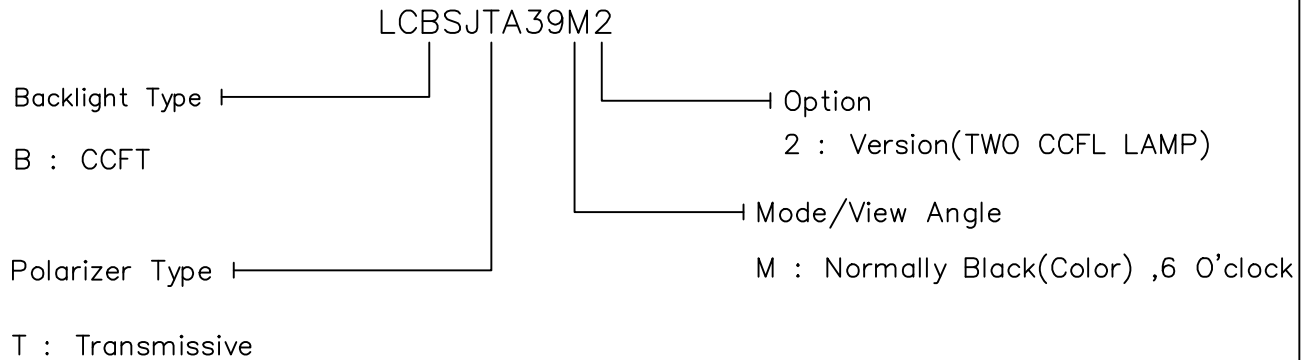 LCBSJTA39M2
Backlight Type
B : CCFT
Option
2 : Version(TWO CCFL LAMP)
Mode/View Angle
M : Normally Black(Color) ,6 O'clock
Polarizer Type
T : Transmissive